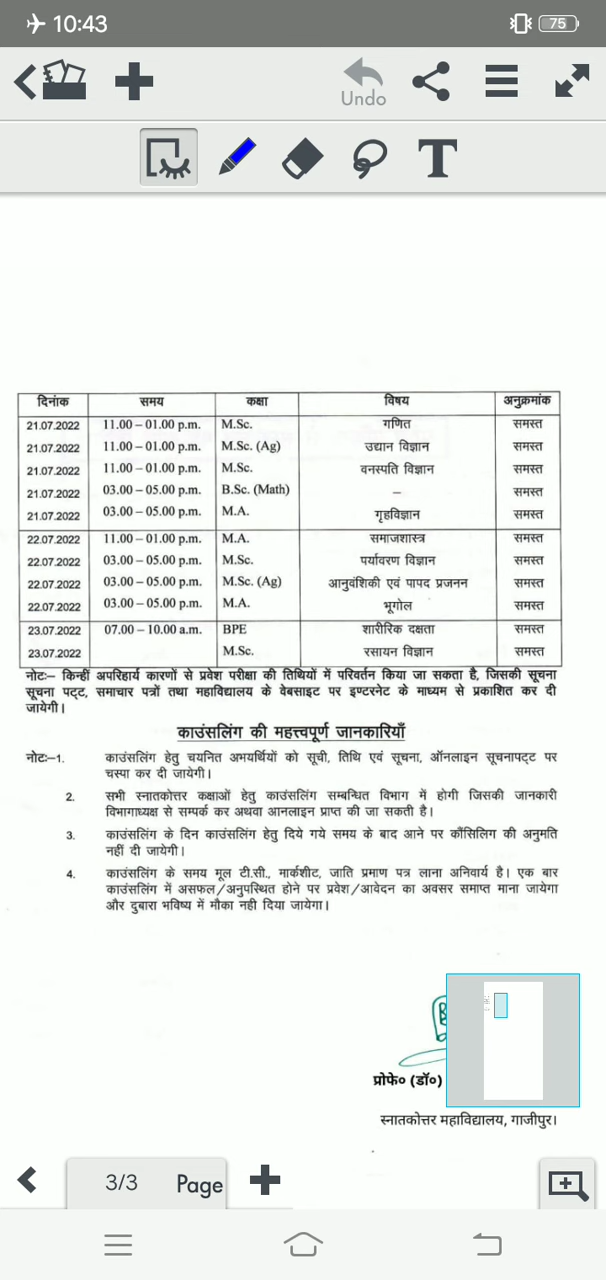 10:43
75
Undo
T
दिनांक समय कक्षा विषय अनुक्रमांक
21.07.2022 11.00 – 01.00 p.m. M.Sc. गणित समस्त
21.07.2022 11.00 – 01.00 p.m. M.Sc. (Ag) उद्यान विज्ञान समस्त
21.07.2022 11.00 – 01.00 p.m. M.Sc. वनस्पति विज्ञान समस्त
21.07.2022 03.00 – 05.00 p.m. B.Sc. (Math) – समस्त
21.07.2022 03.00 – 05.00 p.m. M.A. गृहविज्ञान समस्त
22.07.2022 11.00 – 01.00 p.m. M.A. समाजशास्त्र समस्त
22.07.2022 03.00 – 05.00 p.m. M.Sc. पर्यावरण विज्ञान समस्त
22.07.2022 03.00 – 05.00 p.m. M.Sc. (Ag) आनुवंशिकी एवं पापद प्रजनन समस्त
22.07.2022 03.00 – 05.00 p.m. M.A. भूगोल समस्त
23.07.2022 07.00 – 10.00 a.m. BPE शारीरिक दक्षता समस्त
23.07.2022 M.Sc. रसायन विज्ञान समस्त
नोटः– किन्हीं अपरिहार्य कारणों से प्रवेश परीक्षा की तिथियों में परिवर्तन किया जा सकता है, जिसकी सूचना
सूचना पट्ट, समाचार पत्रों तथा महाविद्यालय के वेबसाइट पर इण्टरनेट के माध्यम से प्रकाशित कर दी
जायेगी।
काउंसलिंग की महत्त्वपूर्ण जानकारियाँ
नोटः–1. काउंसलिंग हेतु चयनित अभयर्थियों को सूची, तिथि एवं सूचना, ऑनलाइन सूचनापट्ट पर
चस्पा कर दी जायेगी।
2. सभी स्नातकोत्तर कक्षाओं हेतु काउंसलिंग सम्बन्धित विभाग में होगी जिसकी जानकारी
विभागाध्यक्ष से सम्पर्क कर अथवा आनलाइन प्राप्त की जा सकती है।
3. काउंसलिंग के दिन काउंसलिंग हेतु दिये गये समय के बाद आने पर कौंसिलिंग की अनुमति
नहीं दी जायेगी।
4. काउंसलिंग के समय मूल टी.सी., मार्कशीट, जाति प्रमाण पत्र लाना अनिवार्य है। एक बार
काउंसलिंग में असफल/अनुपस्थित होने पर प्रवेश/आवेदन का अवसर समाप्त माना जायेगा
और दुबारा भविष्य में मौका नही दिया जायेगा।
प्रोफे० (डॉ०)
स्नातकोत्तर महाविद्यालय, गाजीपुर।
3/3 Page